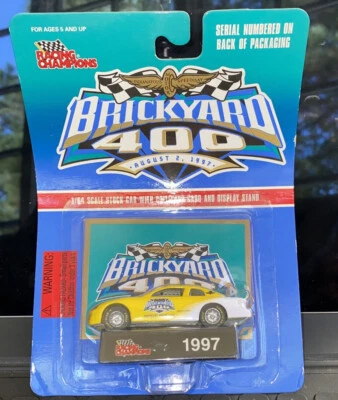 FOR AGES 5 AND UP
RACING
CHAMPIONS
SERIAL NUMBERED ON
BACK OF PACKAGING
SPEEDWAY
BRICKYARD
400
AUGUST 2, 1997
1/64 SCALE STOCK CAR WITH CARD AND DISPLAY STAND
WARNING:
BRICKYARD
400
RACING
CHAMPIONS
1997